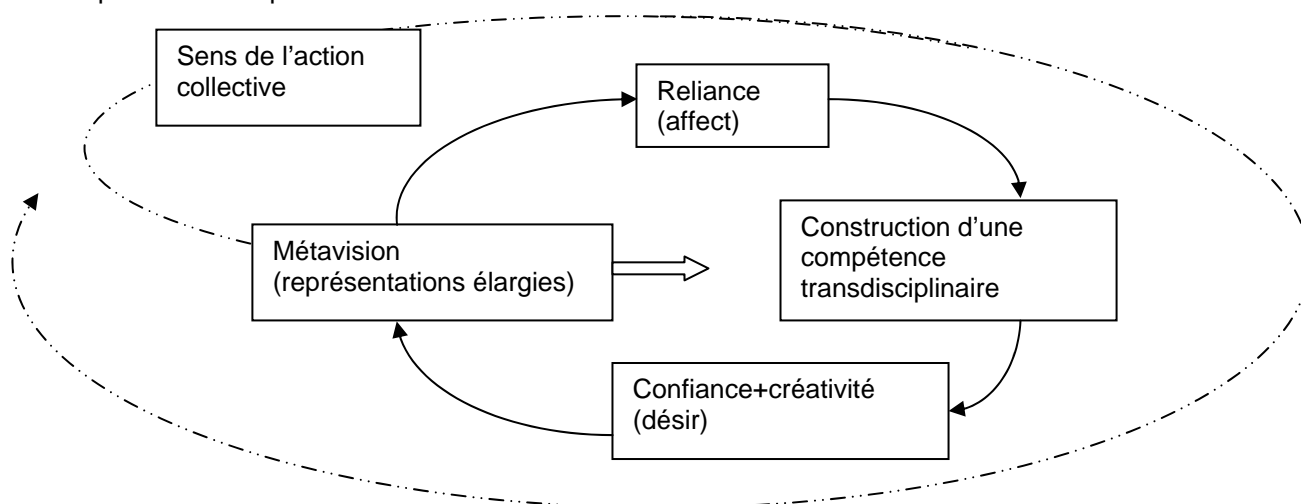 Sens de l’action
collective
Reliance
(affect)
Construction d’une
compétence
transdisciplinaire
Métavision
(représentations élargies)
Confiance+créativité
(désir)